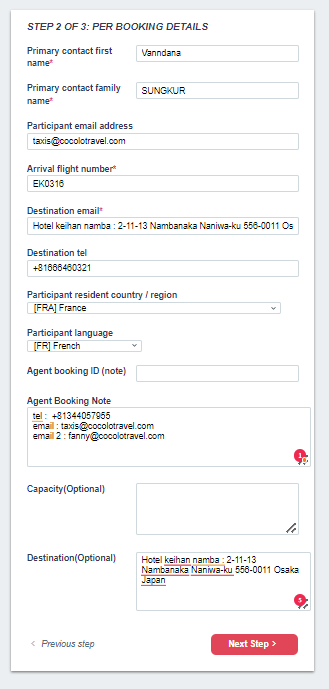 STEP 2 OF 3: PER BOOKING DETAILS
Primary contact first
name*
Vanndana
Primary contact family
name*
SUNGKUR
Participant email address
taxis@cocolotravel.com
Arrival flight number*
EK0316
Destination email*
Hotel keihan namba : 2-11-13 Nambanaka Naniwa-ku 556-0011 Os
Destination tel
+81666460321
Participant resident country / region
[FRA] France
Participant language
[FR] French
Agent booking ID (note)
Agent Booking Note
tel : +81344057955
email : taxis@cocolotravel.com
email 2 : fanny@cocolotravel.com
1
Capacity(Optional)
Destination(Optional)
Hotel keihan namba : 2-11-13
Nambanaka Naniwa-ku 556-0011 Osaka
Japan
3
< Previous step
Next Step >